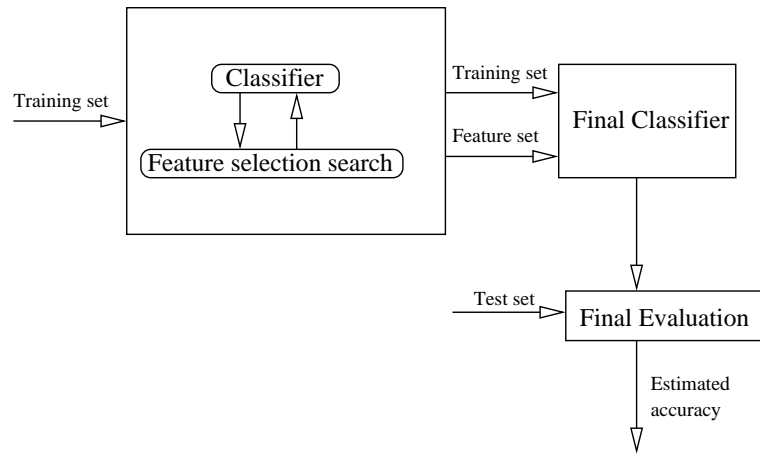 Training set
Classifier
Feature selection search
Training set
Feature set
Final Classifier
Test set
Final Evaluation
Estimated
accuracy